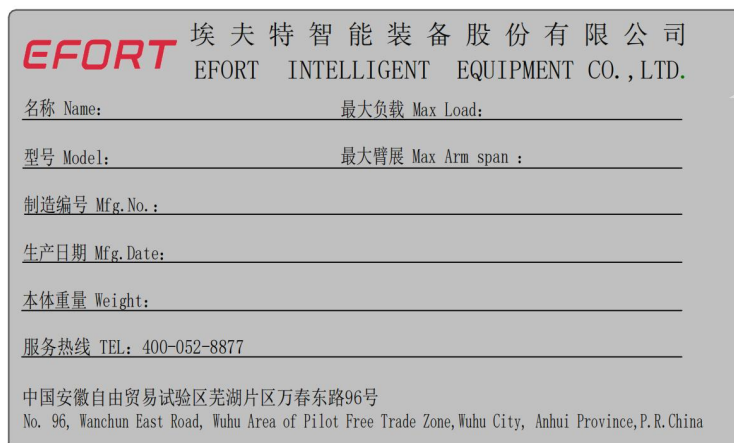 EFORT 埃夫特智能装备股份有限公司
EFORT INTELLIGENT EQUIPMENT CO.,LTD.
名称 Name: 最大负载 Max Load:
型号 Model: 最大臂展 Max Arm span :
制造编号 Mfg.No.:
生产日期 Mfg.Date:
本体重量 Weight:
服务热线 TEL: 400-052-8877
中国安徽自由贸易试验区芜湖片区万春东路96号
No. 96, Wanchun East Road, Wuhu Area of Pilot Free Trade Zone,Wuhu City, Anhui Province,P.R.China